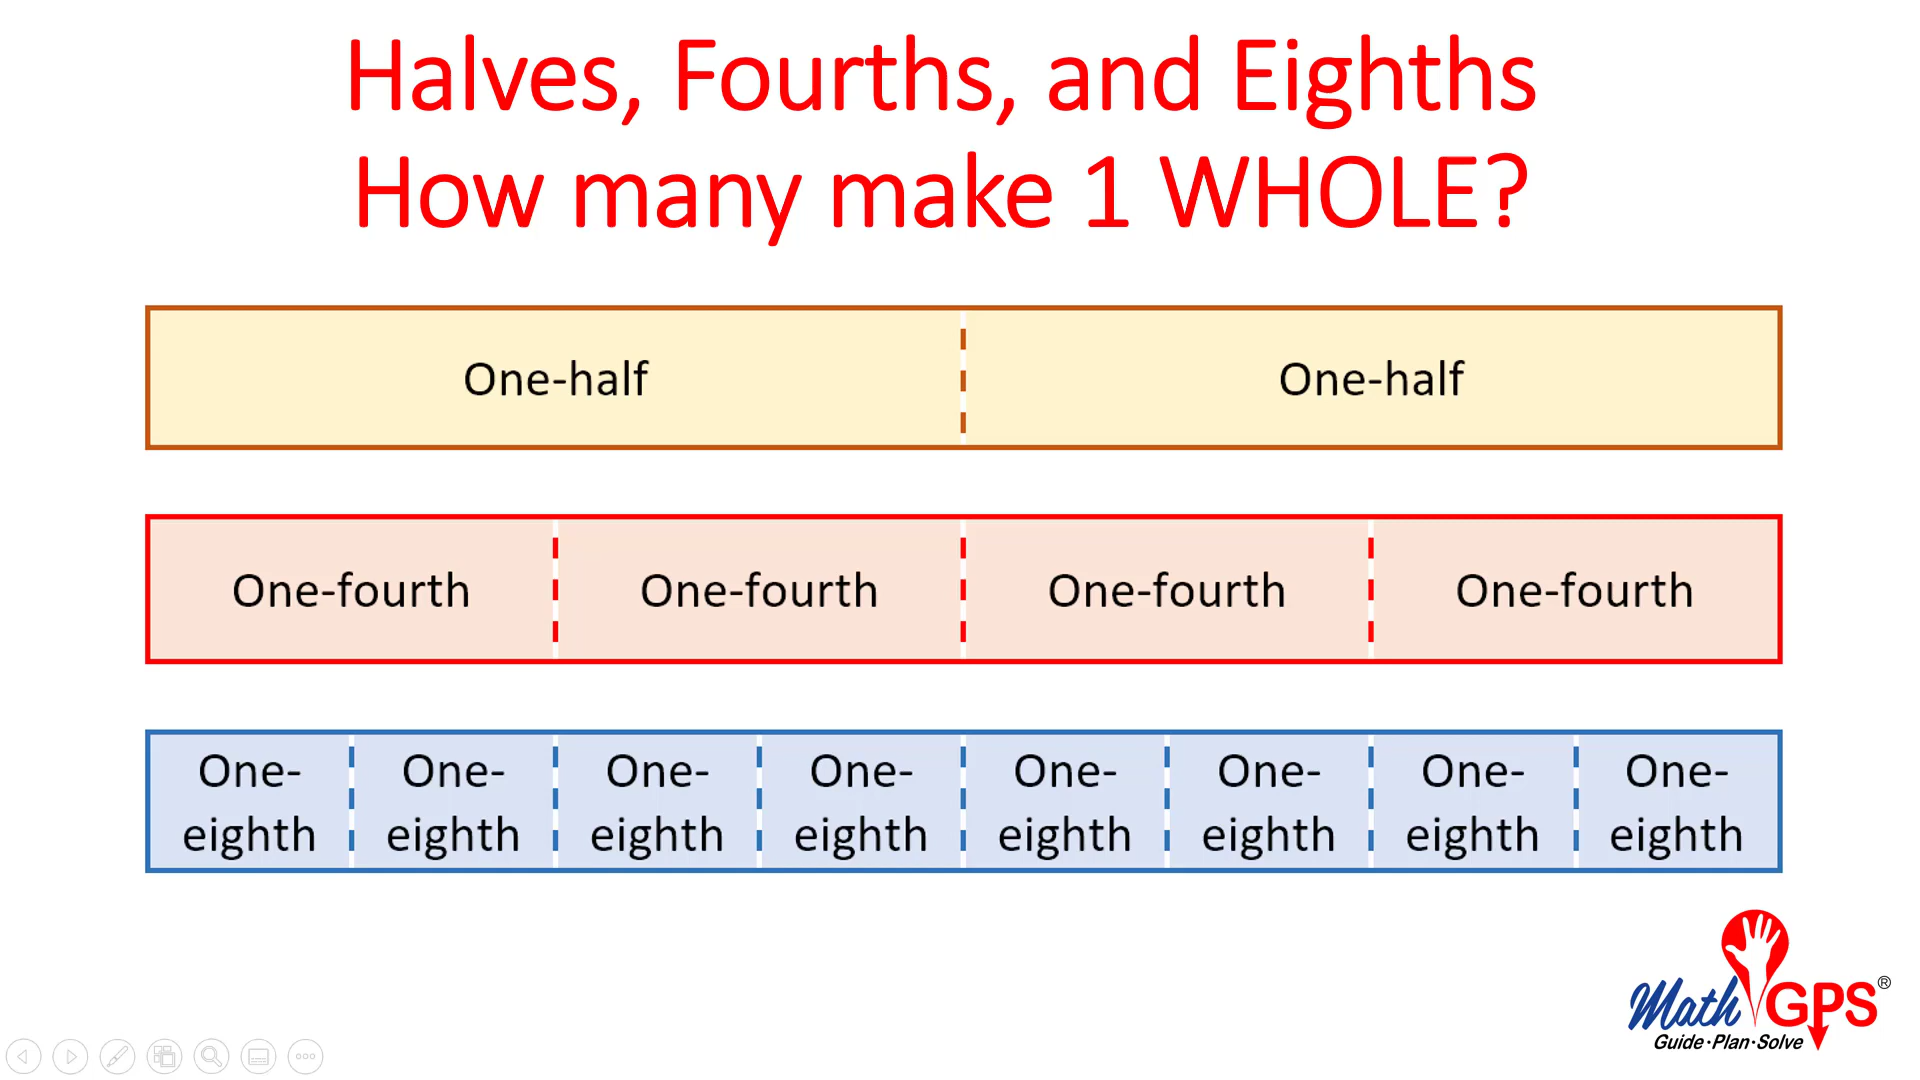 Halves, Fourths, and Eighths
How many make 1 WHOLE?
One-half One-half
One-fourth One-fourth One-fourth One-fourth
One- One- One- One- One- One- One- One-
eighth eighth eighth eighth eighth eighth eighth eighth
Math GPS®
Guide·Plan·Solve